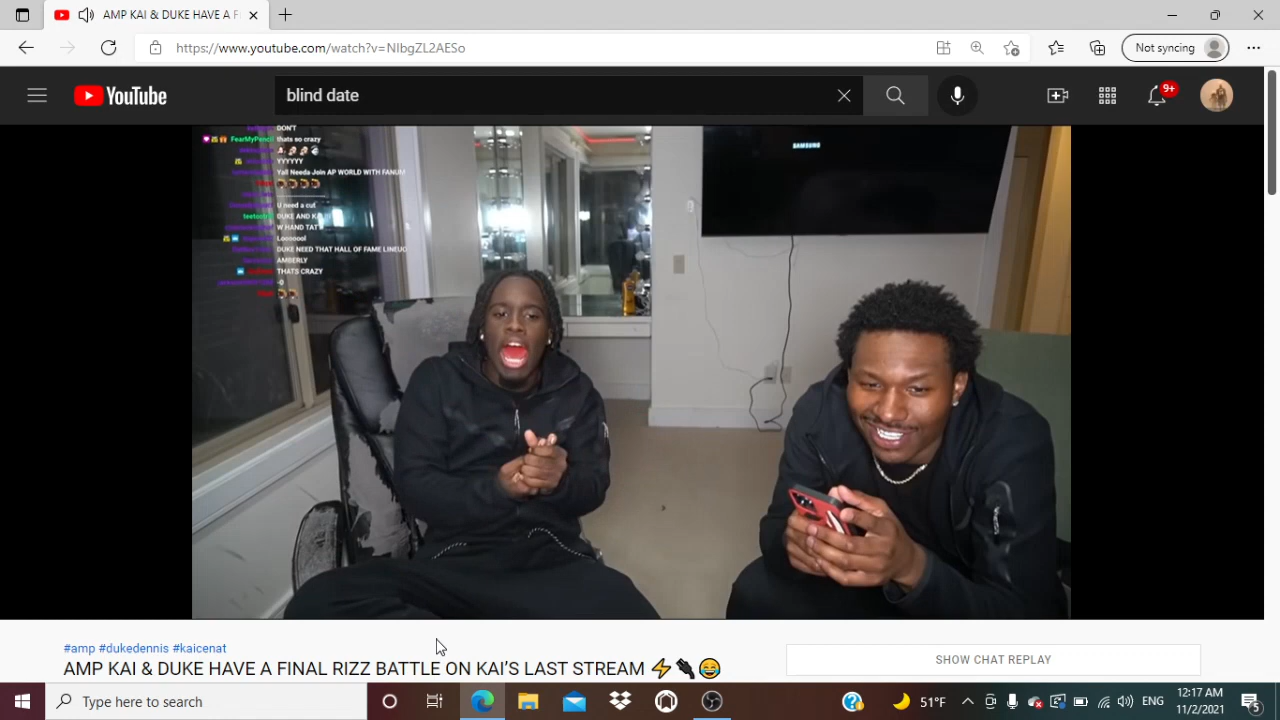 AMP KAI & DUKE HAVE A F
https://www.youtube.com/watch?v=NIbgZL2AESo
Not syncing
YouTube
blind date
9+
DON'T
FearMyPencil thats so crazy
YYYYYY
Yall Needa Join AP WORLD WITH FANUM
U need a cut
DUKE AND KAI
W HAND TAT
Looooool
DUKE NEED THAT HALL OF FAME LINEUP
AMBERLY
THATS CRAZY
SAMSUNG
#amp #dukedennis #kaicenat
AMP KAI & DUKE HAVE A FINAL RIZZ BATTLE ON KAI'S LAST STREAM
SHOW CHAT REPLAY
Type here to search
51°F
ENG
12:17 AM
11/2/2021
5